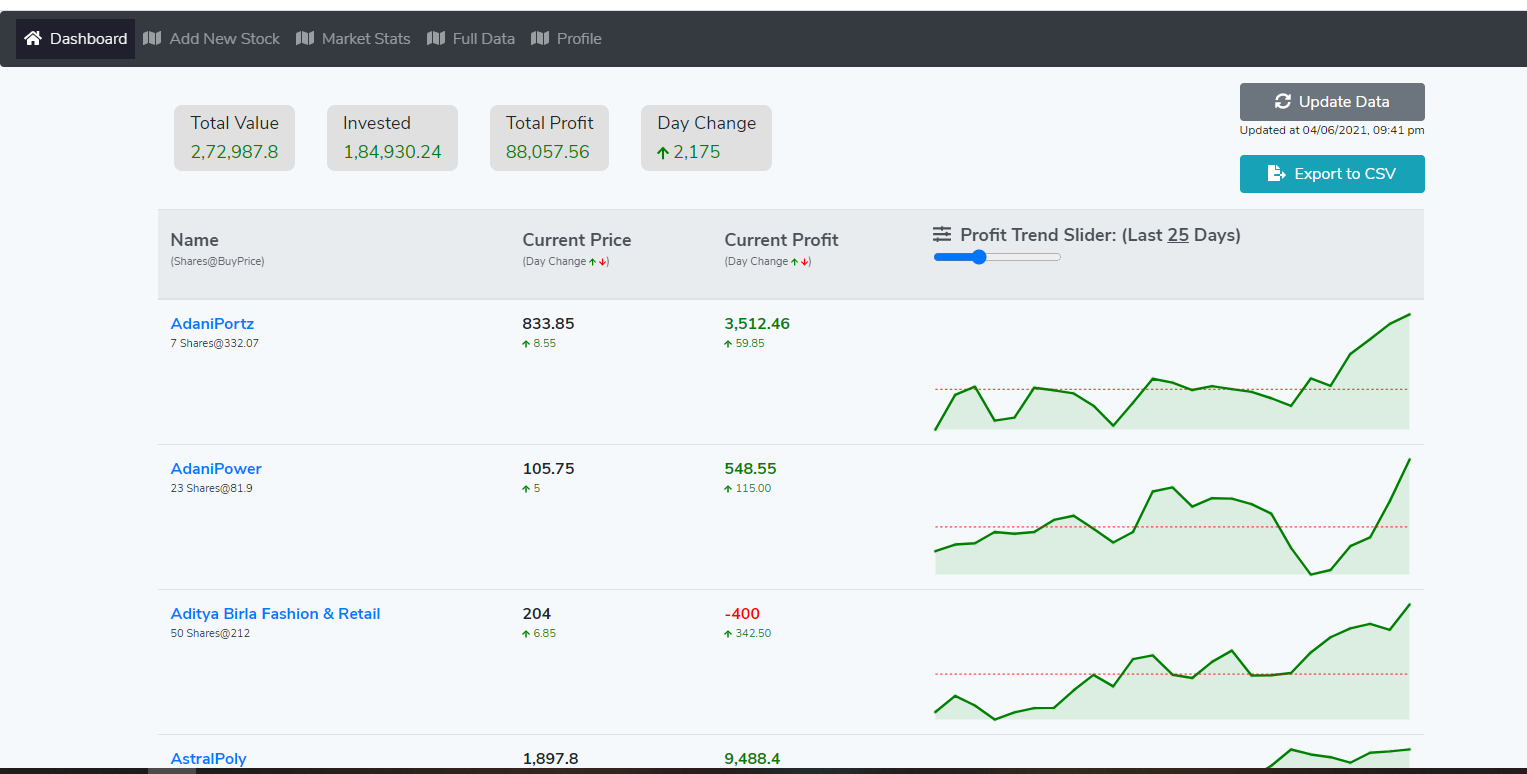 Dashboard Add New Stock Market Stats Full Data Profile
Total Value Invested Total Profit Day Change
2,72,987.8 1,84,930.24 88,057.56 2,175
Update Data
Updated at 04/06/2021, 09:41 pm
Export to CSV
Name Current Price Current Profit Profit Trend Slider: (Last 25 Days)
(Shares@BuyPrice) (Day Change ↑↓) (Day Change ↑↓)
AdaniPortz 833.85 3,512.46
7 Shares@332.07 ↑ 8.55 ↑ 59.85
AdaniPower 105.75 548.55
23 Shares@81.9 ↑ 5 ↑ 115.00
Aditya Birla Fashion & Retail 204 -400
50 Shares@212 ↑ 6.85 ↑ 342.50
AstralPoly 1,897.8 9,488.4